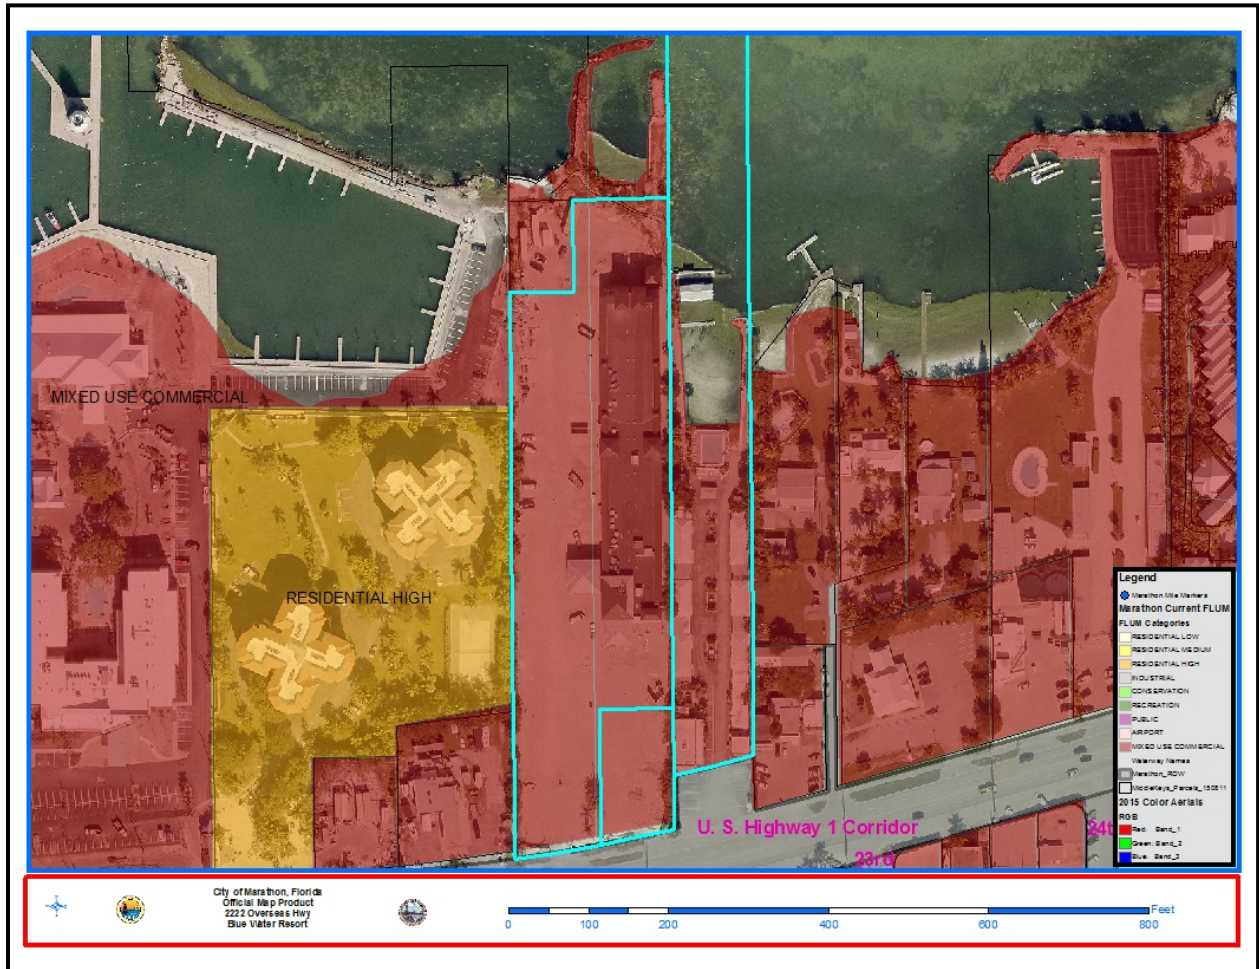 MIXED USE COMMERCIAL
RESIDENTIAL HIGH
U. S. Highway 1 Corridor
24t
23rd
Legend
Marathon Mile Markers
Marathon Current FLUM
FLUM Categories
RESIDENTIAL LOW
RESIDENTIAL MEDIUM
RESIDENTIAL HIGH
INDUSTRIAL
CONSERVATION
RECREATION
PUBLIC
AIRPORT
MIXED USE COMMERCIAL
Waterway Names
Marathon_ROW
MiddleKeys_Parcels_150511
2015 Color Aerials
RGB
Red: Band_1
Green: Band_2
Blue: Band_3
City of Marathon, Florida
Official Map Product
2222 Overseas Hwy
Blue Water Resort
Feet
0 100 200 400 600 800